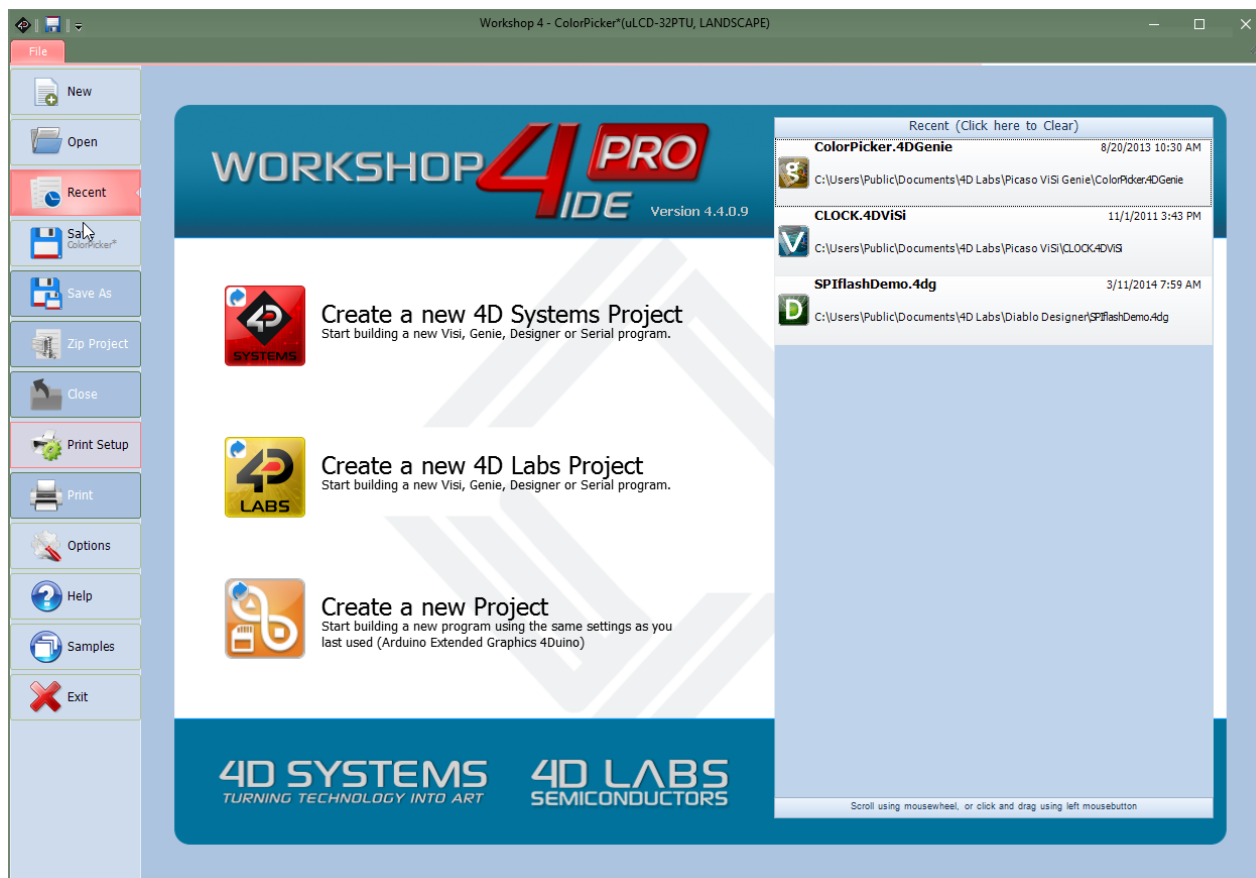 Workshop 4 - ColorPicker*(uLCD-32PTU, LANDSCAPE)
File
New
Open
Recent
Save
ColorPicker*
Save As
Zip Project
Close
Print Setup
Print
Options
Help
Samples
Exit
WORKSHOP 4 PRO
IDE
Version 4.4.0.9
4D
SYSTEMS
Create a new 4D Systems Project
Start building a new Visi, Genie, Designer or Serial program.
4D
LABS
Create a new 4D Labs Project
Start building a new Visi, Genie, Designer or Serial program.
Create a new Project
Start building a new program using the same settings as you
last used (Arduino Extended Graphics 4Duino)
4D SYSTEMS
TURNING TECHNOLOGY INTO ART
4D LABS
SEMICONDUCTORS
Recent (Click here to Clear)
ColorPicker.4DGenie 8/20/2013 10:30 AM
g
C:\Users\Public\Documents\4D Labs\Picaso ViSi Genie\ColorPicker.4DGenie
CLOCK.4DViSi 11/1/2011 3:43 PM
V
C:\Users\Public\Documents\4D Labs\Picaso ViSi\CLOCK.4DViSi
SPIflashDemo.4dg 3/11/2014 7:59 AM
D
C:\Users\Public\Documents\4D Labs\Diablo Designer\SPIflashDemo.4dg
Scroll using mousewheel, or click and drag using left mousebutton